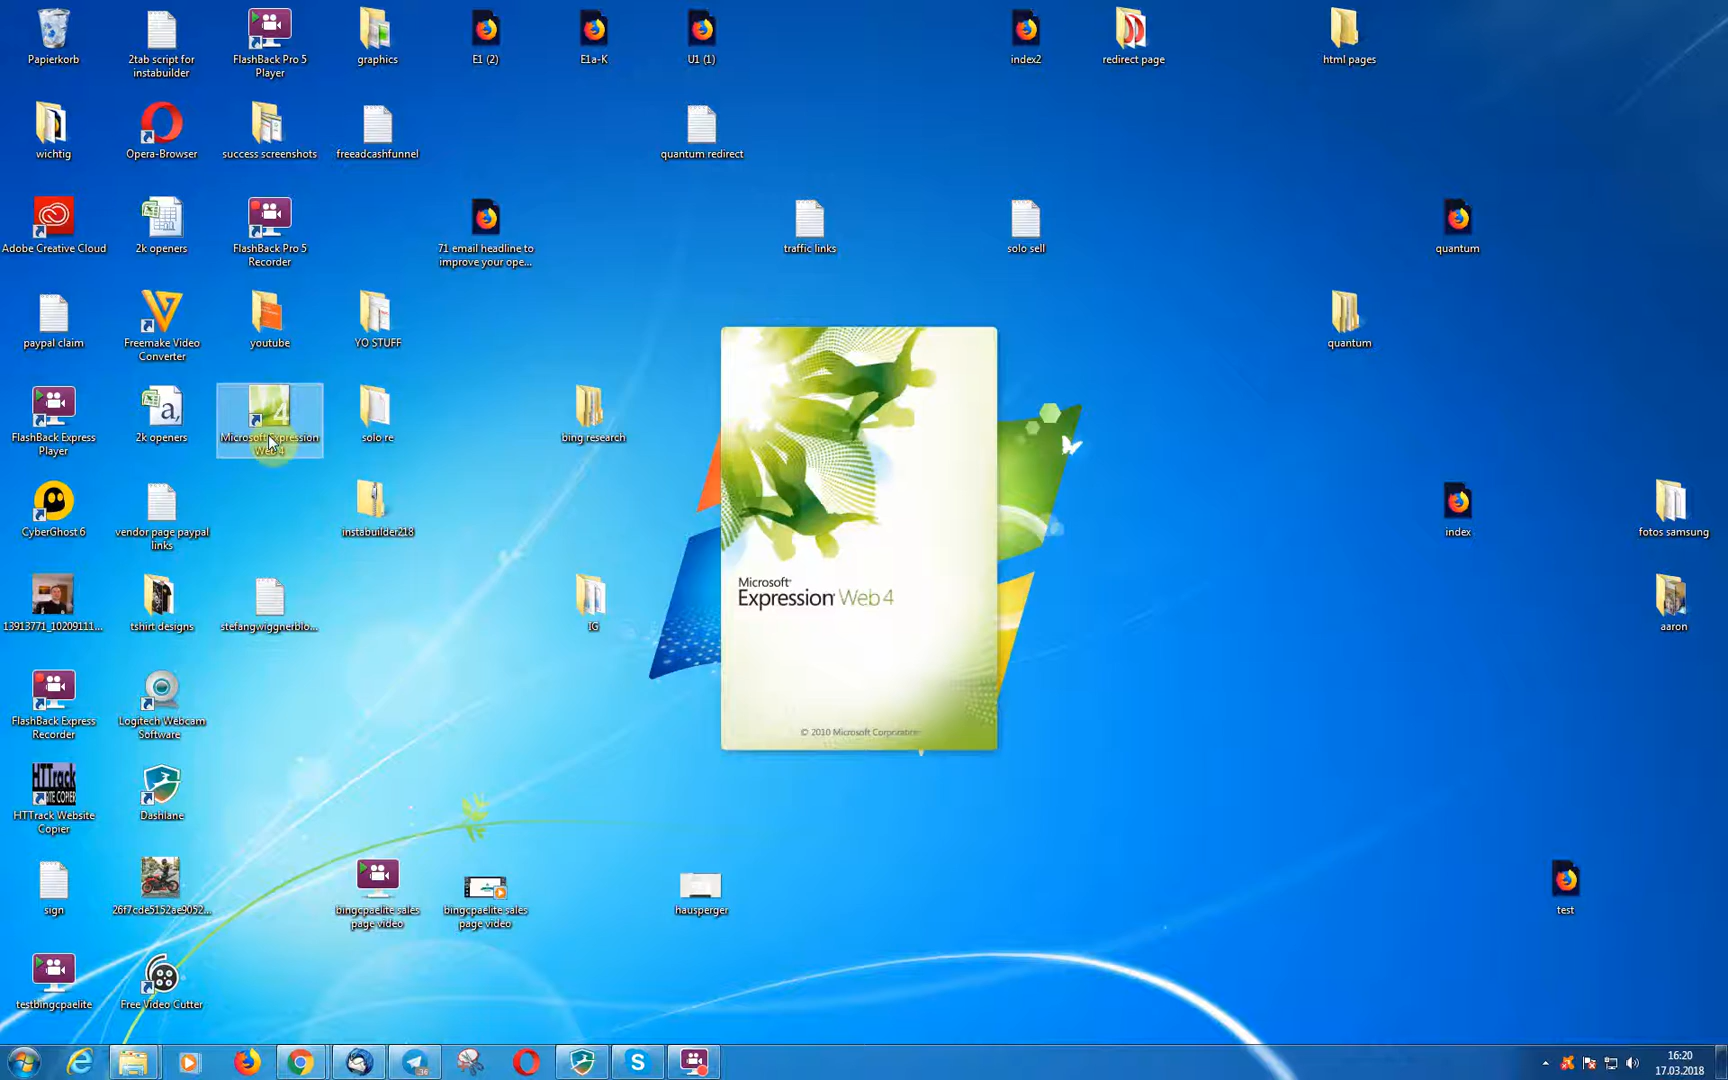 Papierkorb
2tab script for
instabuilder
FlashBack Pro 5
Player
graphics
E1 (2)
E1a-K
U1 (1)
index2
redirect page
html pages
wichtig
Opera-Browser
success screenshots
freeadcashfunnel
quantum redirect
Adobe Creative Cloud
2k openers
FlashBack Pro 5
Recorder
71 email headline to
improve your ope...
traffic links
solo sell
quantum
paypal claim
Freemake Video
Converter
youtube
YO STUFF
quantum
FlashBack Express
Player
2k openers
Microsoft Expression
Web 4
solo re
bing research
CyberGhost 6
vendor page paypal
links
instabuilder218
index
fotos samsung
Microsoft
Expression Web 4
13913771_10209111...
tshirt designs
stefangwiggnerblo...
IG
aaron
FlashBack Express
Recorder
Logitech Webcam
Software
© 2010 Microsoft Corporation
HTTrack
SITE COPIER
HTTrack Website
Copier
Dashlane
sign
26f7cde5152ae9052...
bingcpaelite sales
page video
bingcpaelite sales
page video
hausperger
test
testbingcpaelite
Free Video Cutter
36
16:20
17.03.2018